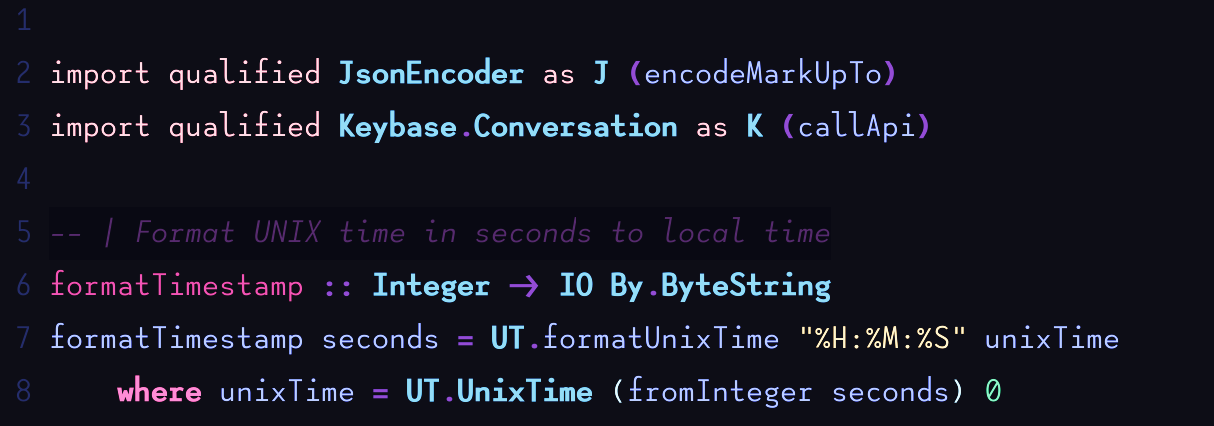 1
2 import qualified JsonEncoder as J (encodeMarkUpTo)
3 import qualified Keybase.Conversation as K (callApi)
4
5 -- | Format UNIX time in seconds to local time
6 formatTimestamp :: Integer -> IO By.ByteString
7 formatTimestamp seconds = UT.formatUnixTime "%H:%M:%S" unixTime
8     where unixTime = UT.UnixTime (fromInteger seconds) 0